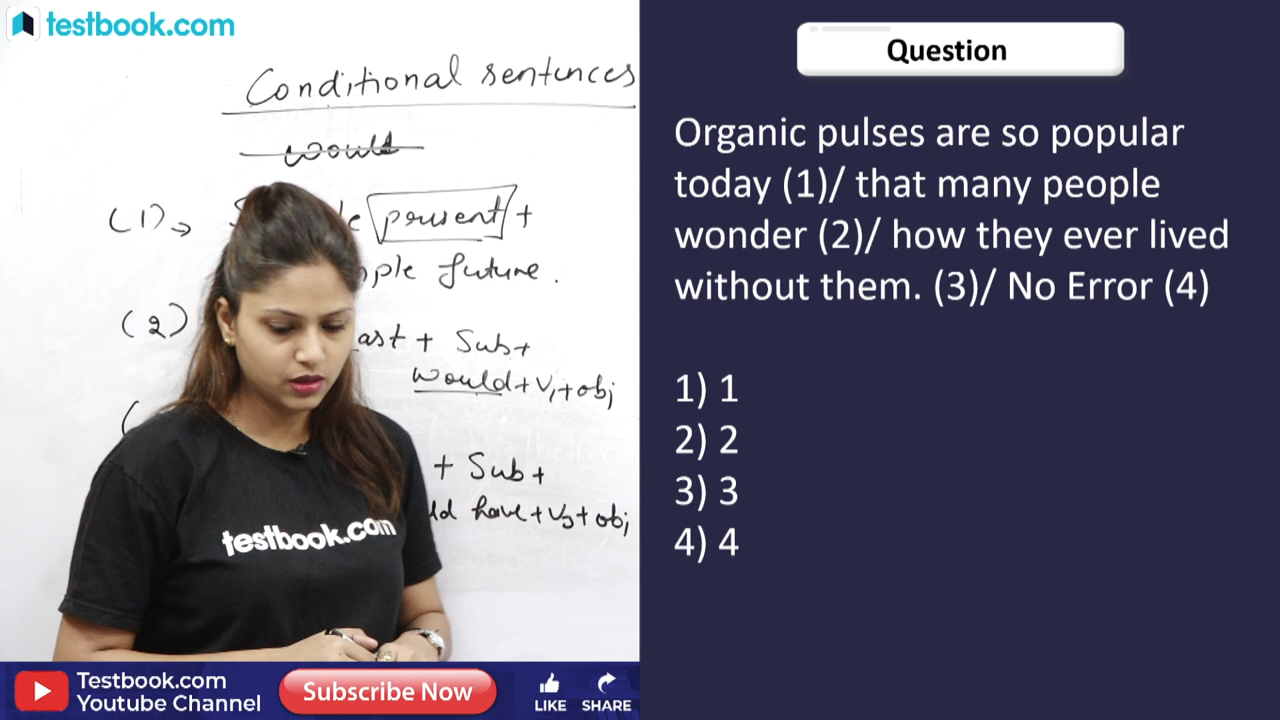 testbook.com
Conditional sentences
would
(1)→ present +
simple future.
(2) past + Sub+
would+V1+obj
(
+ Sub+
have+V3+obj
testbook.com
Testbook.com
Youtube Channel
Subscribe Now
LIKE SHARE
Question
Organic pulses are so popular
today (1)/ that many people
wonder (2)/ how they ever lived
without them. (3)/ No Error (4)
1) 1
2) 2
3) 3
4) 4